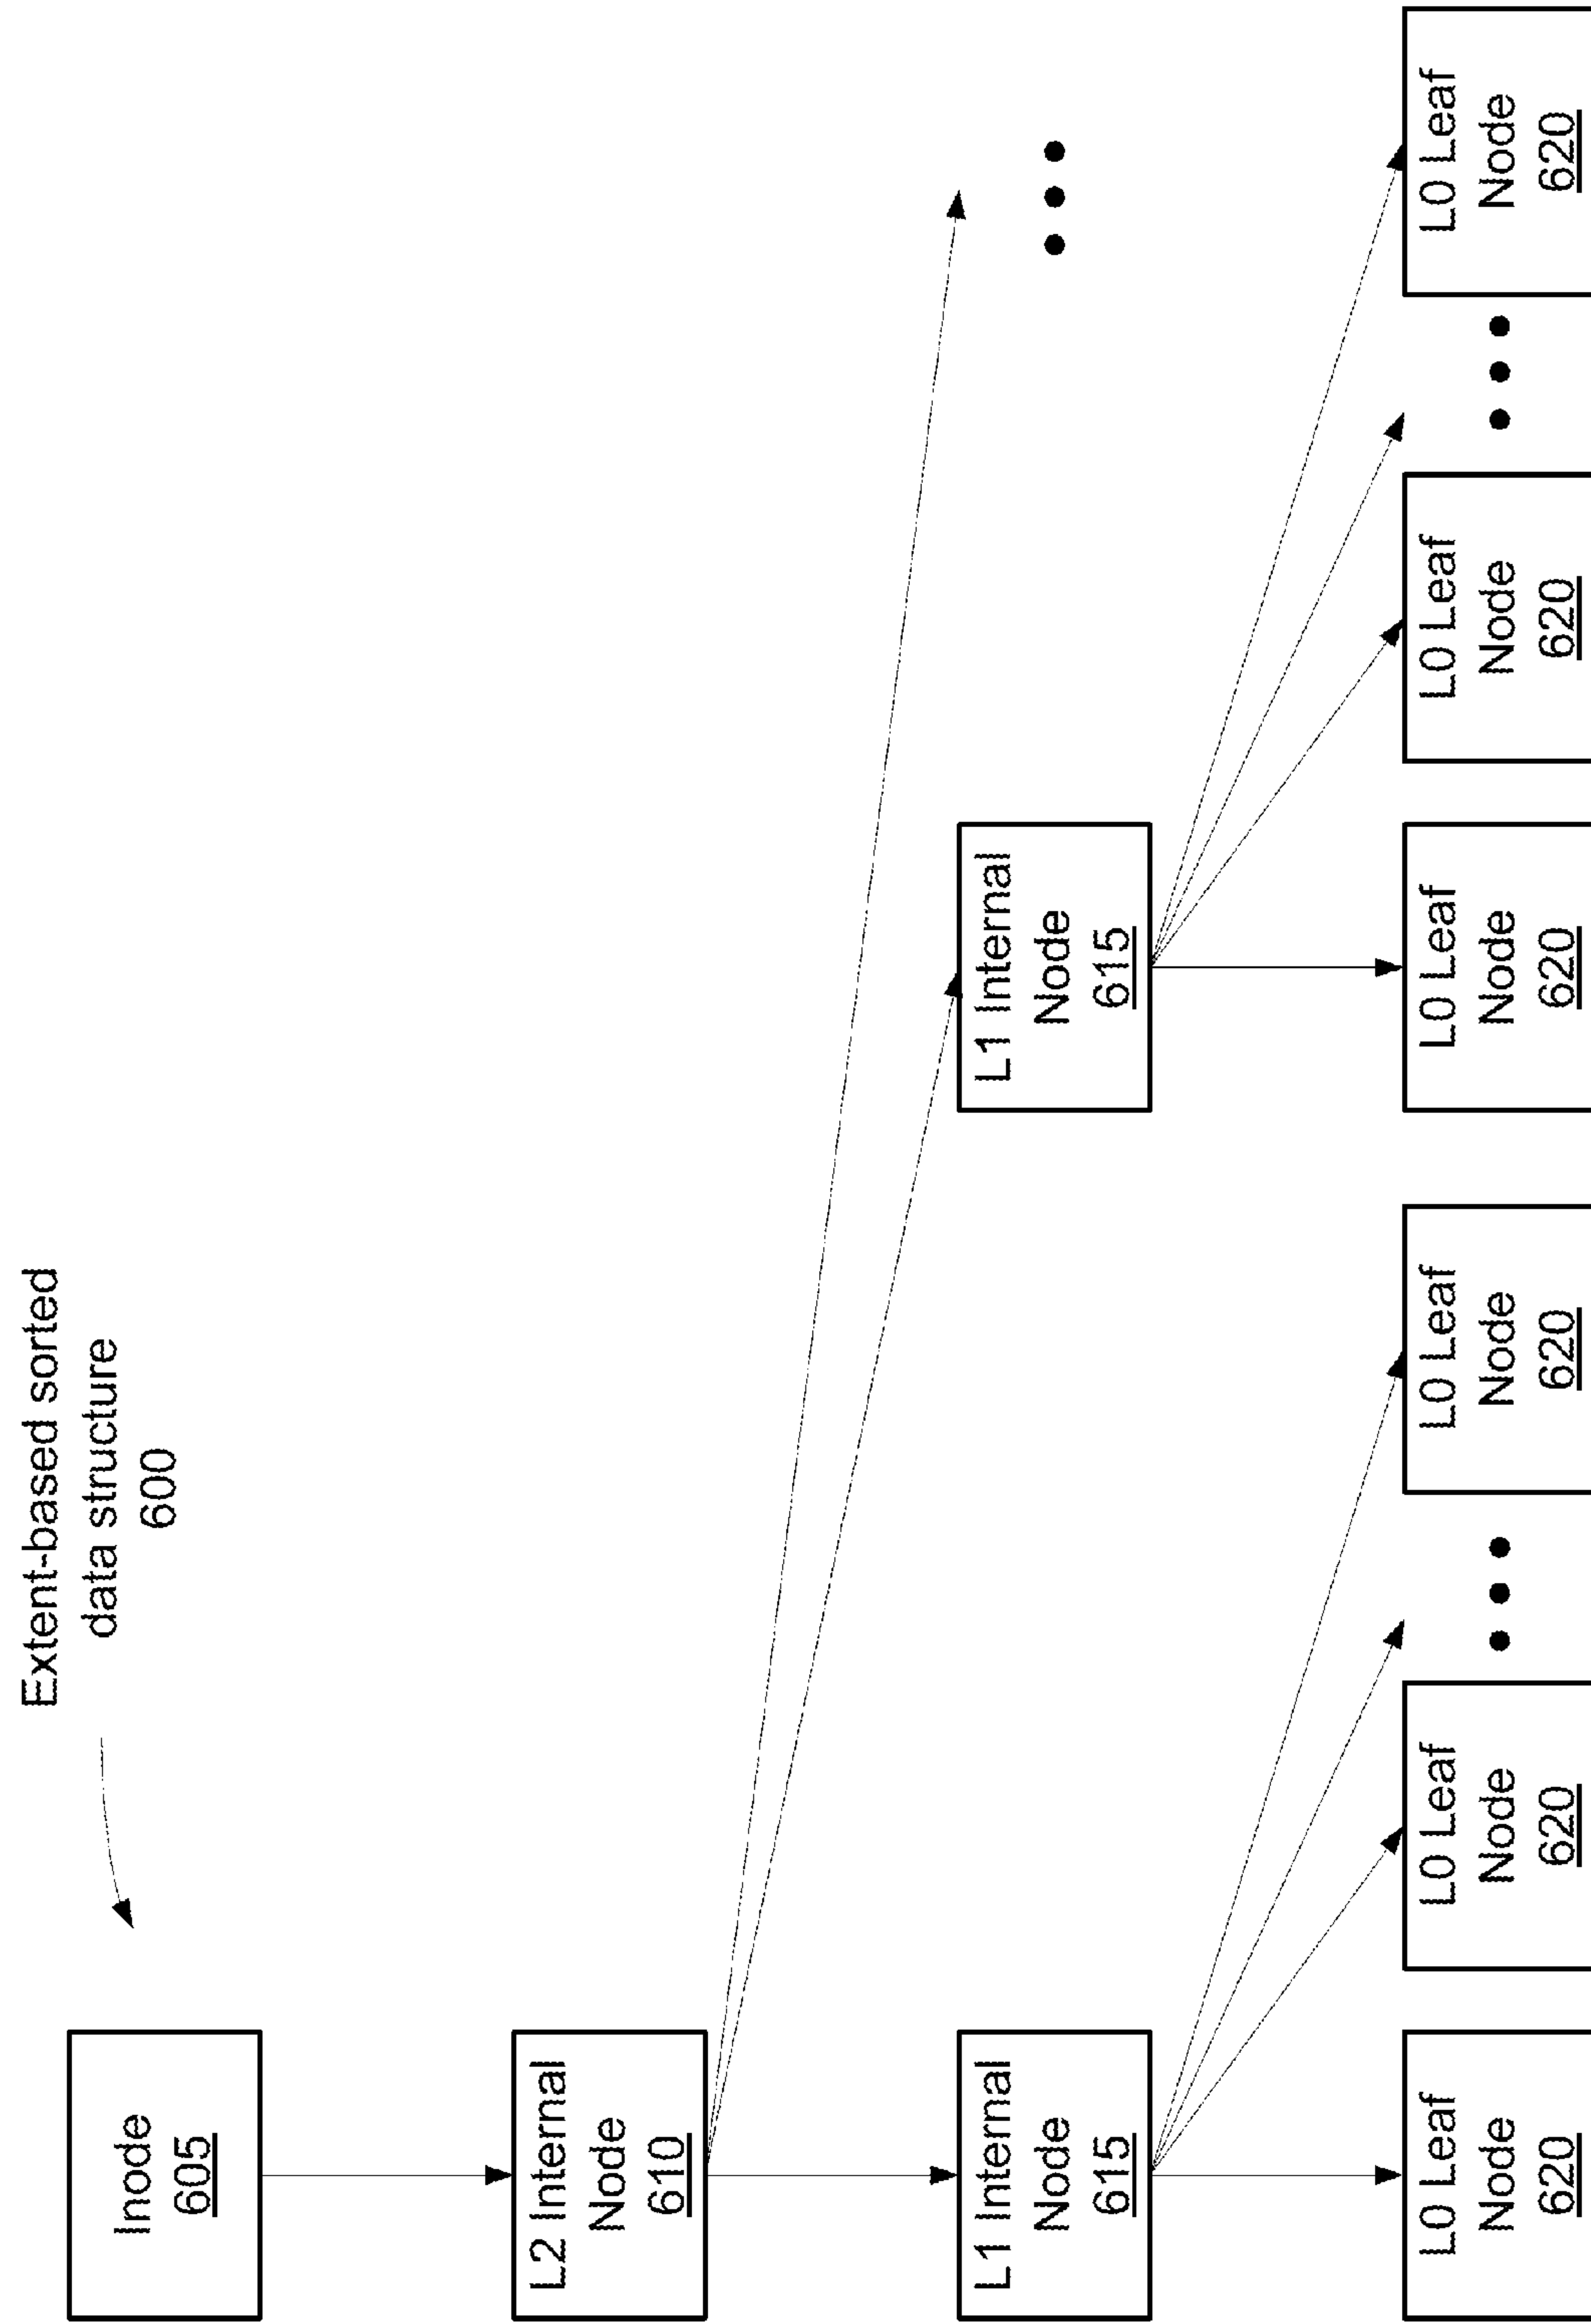 Extent-based sorted
data structure
600
Inode
605
L2 Internal
Node
610
L1 Internal
Node
615
L1 Internal
Node
615
L0 Leaf
Node
620
L0 Leaf
Node
620
L0 Leaf
Node
620
L0 Leaf
Node
620
L0 Leaf
Node
620
L0 Leaf
Node
620